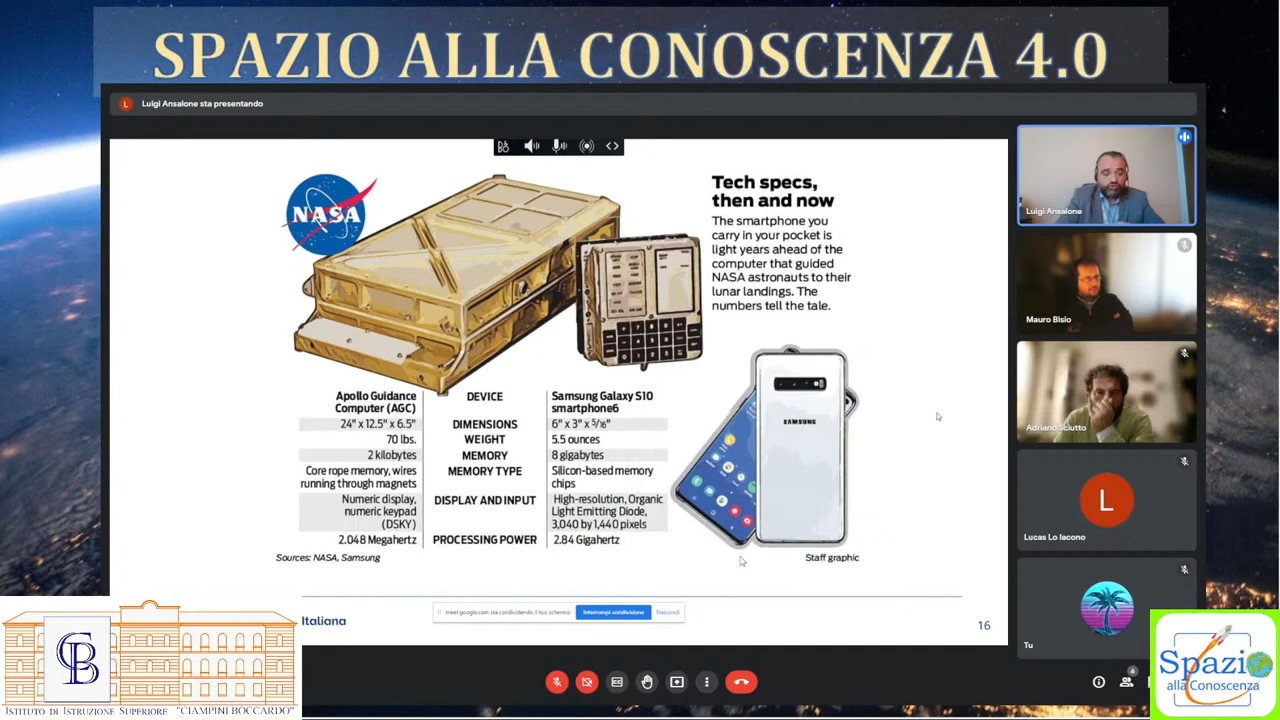 SPAZIO ALLA CONOSCENZA 4.0
L
Luigi Ansalone sta presentando
NASA
Tech specs,
then and now
The smartphone you
carry in your pocket is
light years ahead of the
computer that guided
NASA astronauts to their
lunar landings. The
numbers tell the tale.
SAMSUNG
Apollo Guidance
Computer (AGC)
DEVICE
Samsung Galaxy S10
smartphone6
24" x 12.5" x 6.5"
DIMENSIONS
6" x 3" x 5/16"
70 lbs.
WEIGHT
5.5 ounces
2 kilobytes
MEMORY
8 gigabytes
Core rope memory, wires
running through magnets
MEMORY TYPE
Silicon-based memory
chips
Numeric display,
numeric keypad
(DSKY)
DISPLAY AND INPUT
High-resolution, Organic
Light Emitting Diode,
3,040 by 1,440 pixels
2.048 Megahertz
PROCESSING POWER
2.84 Gigahertz
Sources: NASA, Samsung
Staff graphic
meet.google.com sta condividendo il tuo schermo.
Interrompi condivisione
Nascondi
Italiana
16
Luigi Ansalone
Mauro Bisio
Adriano Sciutto
L
Lucas Lo Iacono
Tu
CC
6
CB
ISTITUTO DI ISTRUZIONE SUPERIORE "CIAMPINI BOCCARDO"
Spazio
alla Conoscenza